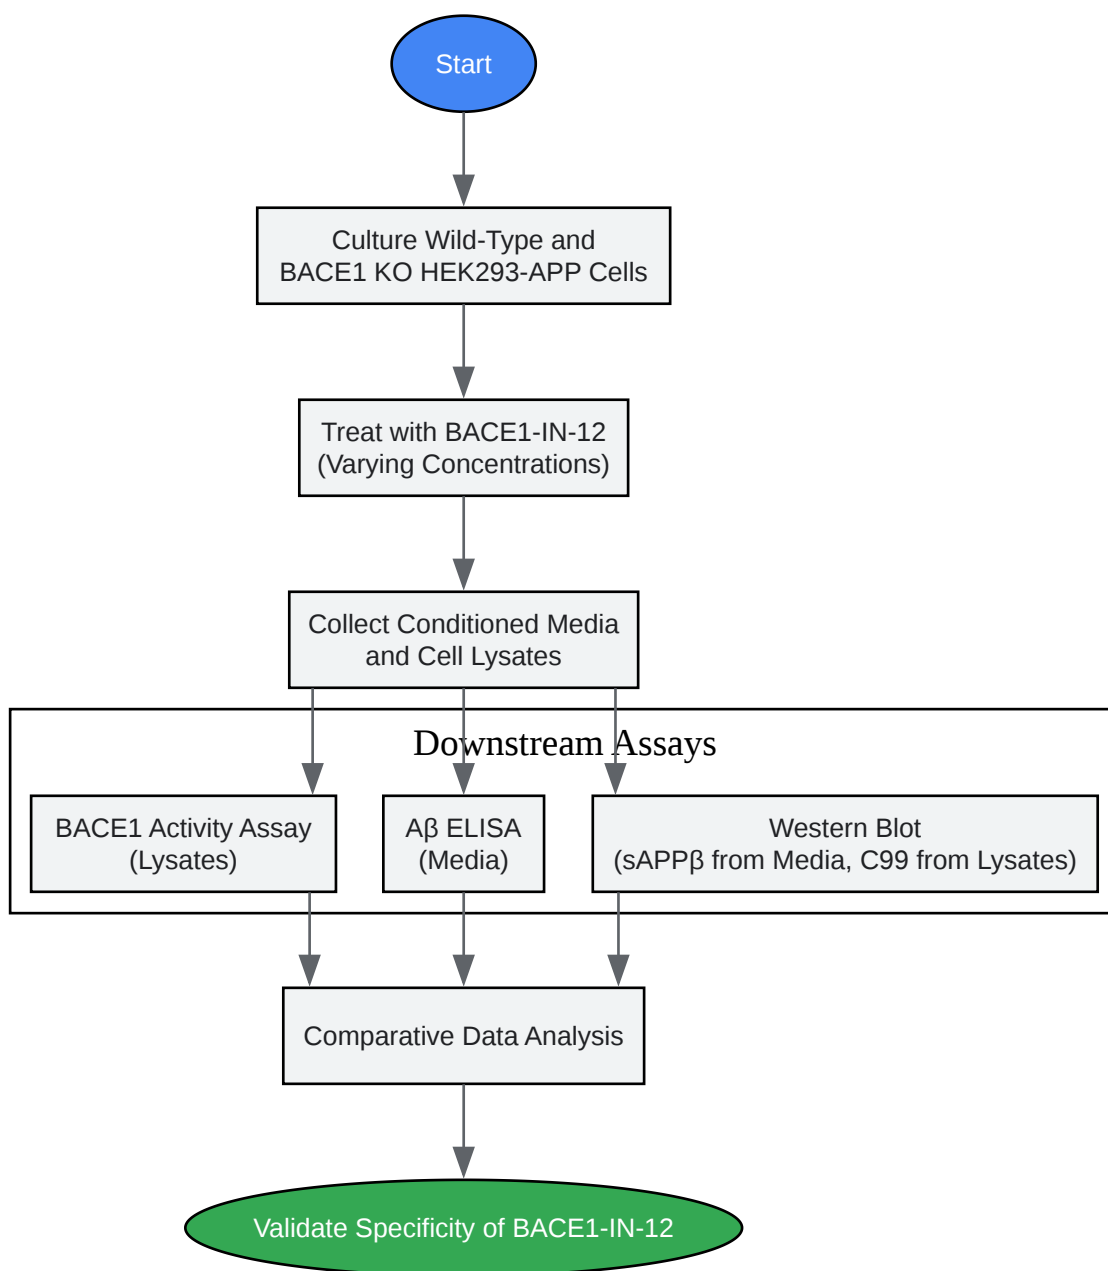 Start
Culture Wild-Type and
BACE1 KO HEK293-APP Cells
Treat with BACE1-IN-12
(Varying Concentrations)
Collect Conditioned Media
and Cell Lysates
Downstream Assays
BACE1 Activity Assay
(Lysates)
Aβ ELISA
(Media)
Western Blot
(sAPPβ from Media, C99 from Lysates)
Comparative Data Analysis
Validate Specificity of BACE1-IN-12